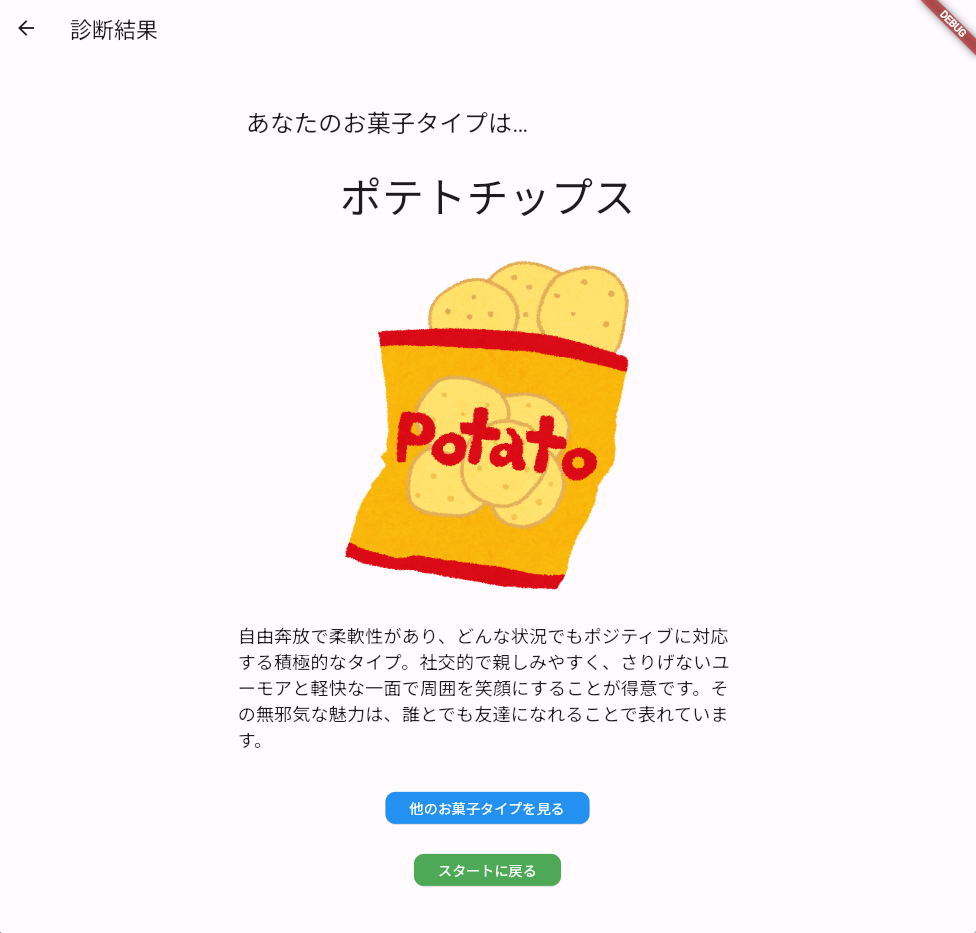 診断結果
DEBUG
あなたのお菓子タイプは...
ポテトチップス
potato
自由奔放で柔軟性があり、どんな状況でもポジティブに対応
する積極的なタイプ。社交的で親しみやすく、さりげないユ
ーモアと軽快な一面で周囲を笑顔にすることが得意です。そ
の無邪気な魅力は、誰とでも友達になれることで表れていま
す。
他のお菓子タイプを見る
スタートに戻る